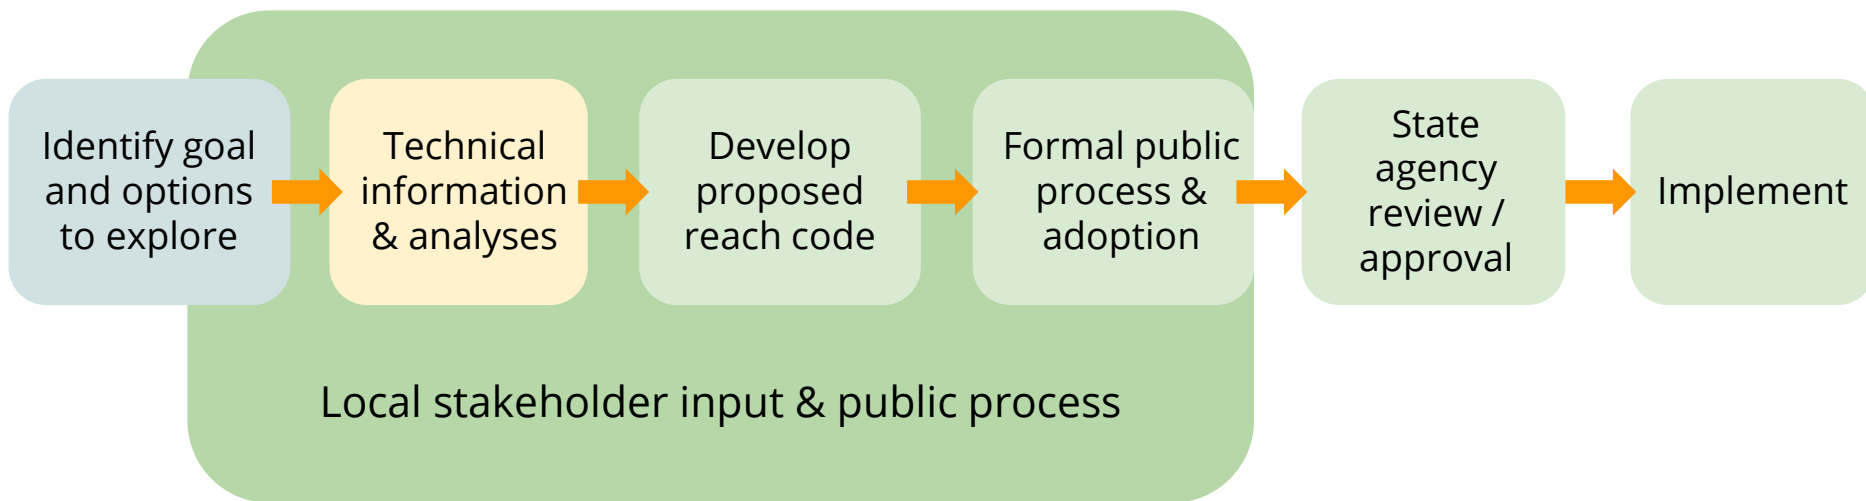 Identify goal
and options
to explore
Technical
information
& analyses
Develop
proposed
reach code
Formal public
process &
adoption
State
agency
review /
approval
Implement
Local stakeholder input & public process